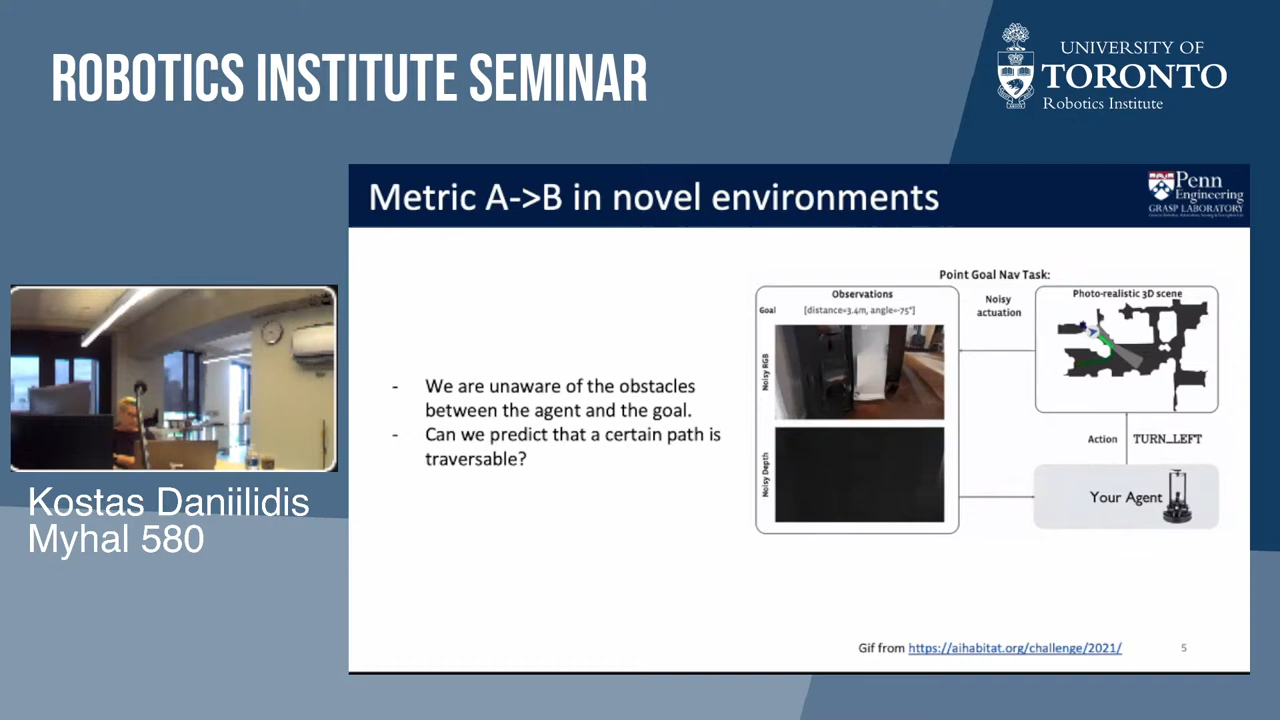 ROBOTICS INSTITUTE SEMINAR
UNIVERSITY OF
TORONTO
Robotics Institute
Metric A->B in novel environments
Penn
Engineering
GRASP LABORATORY
- We are unaware of the obstacles
between the agent and the goal.
- Can we predict that a certain path is
traversable?
Point Goal Nav Task:
Observations
Goal [distance=3.4m, angle=-75°]
Noisy RGB
Noisy Depth
Noisy
actuation
Photo-realistic 3D scene
Action TURN_LEFT
Your Agent
Gif from https://aihabitat.org/challenge/2021/
5
Kostas Daniilidis
Myhal 580